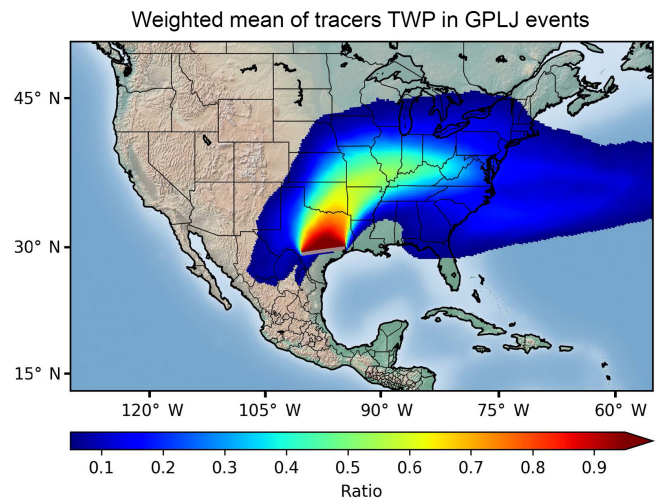 Weighted mean of tracers TWP in GPLJ events
45° N
30° N
15° N
120° W 105° W 90° W 75° W 60° W
0.1 0.2 0.3 0.4 0.5 0.6 0.7 0.8 0.9
Ratio